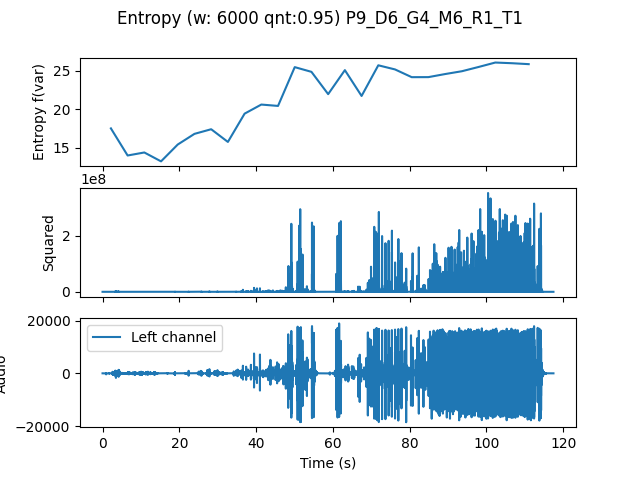 Entropy (w: 6000 qnt:0.95) P9_D6_G4_M6_R1_T1
Entropy f(var)
25
20
15
1e8
Squared
2
0
Audio
20000
0
−20000
Left channel
0 20 40 60 80 100 120
Time (s)